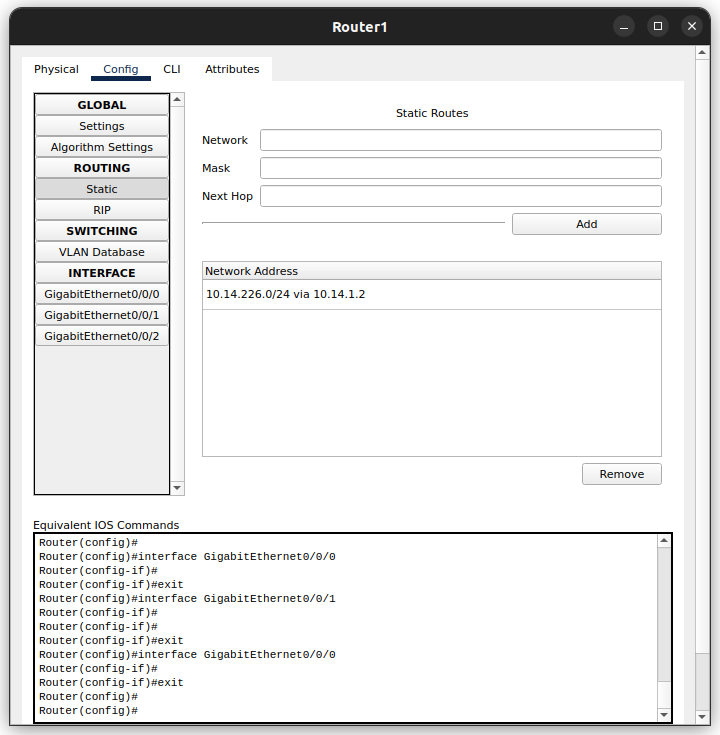 Router1
Physical Config CLI Attributes
GLOBAL
Settings
Algorithm Settings
ROUTING
Static
RIP
SWITCHING
VLAN Database
INTERFACE
GigabitEthernet0/0/0
GigabitEthernet0/0/1
GigabitEthernet0/0/2
Static Routes
Network
Mask
Next Hop
Add
Network Address
10.14.226.0/24 via 10.14.1.2
Remove
Equivalent IOS Commands
Router(config)#
Router(config)#interface GigabitEthernet0/0/0
Router(config-if)#
Router(config-if)#exit
Router(config)#interface GigabitEthernet0/0/1
Router(config-if)#
Router(config-if)#
Router(config-if)#exit
Router(config)#interface GigabitEthernet0/0/0
Router(config-if)#
Router(config-if)#exit
Router(config)#
Router(config)#